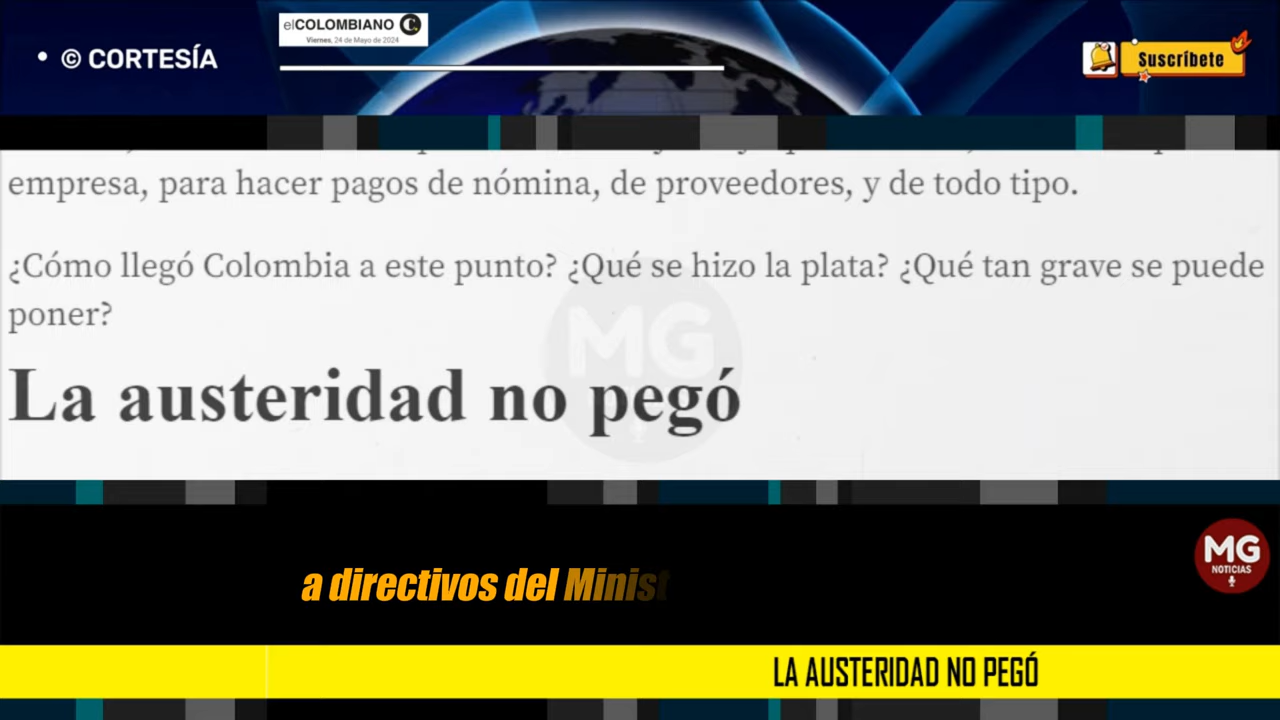 • © CORTESÍA
elCOLOMBIANO
Viernes, 24 de Mayo de 2024
Suscríbete
empresa, para hacer pagos de nómina, de proveedores, y de todo tipo.
¿Cómo llegó Colombia a este punto? ¿Qué se hizo la plata? ¿Qué tan grave se puede
poner?
MG
La austeridad no pegó
MG
NOTICIAS
a directivos del Minist
LA AUSTERIDAD NO PEGÓ